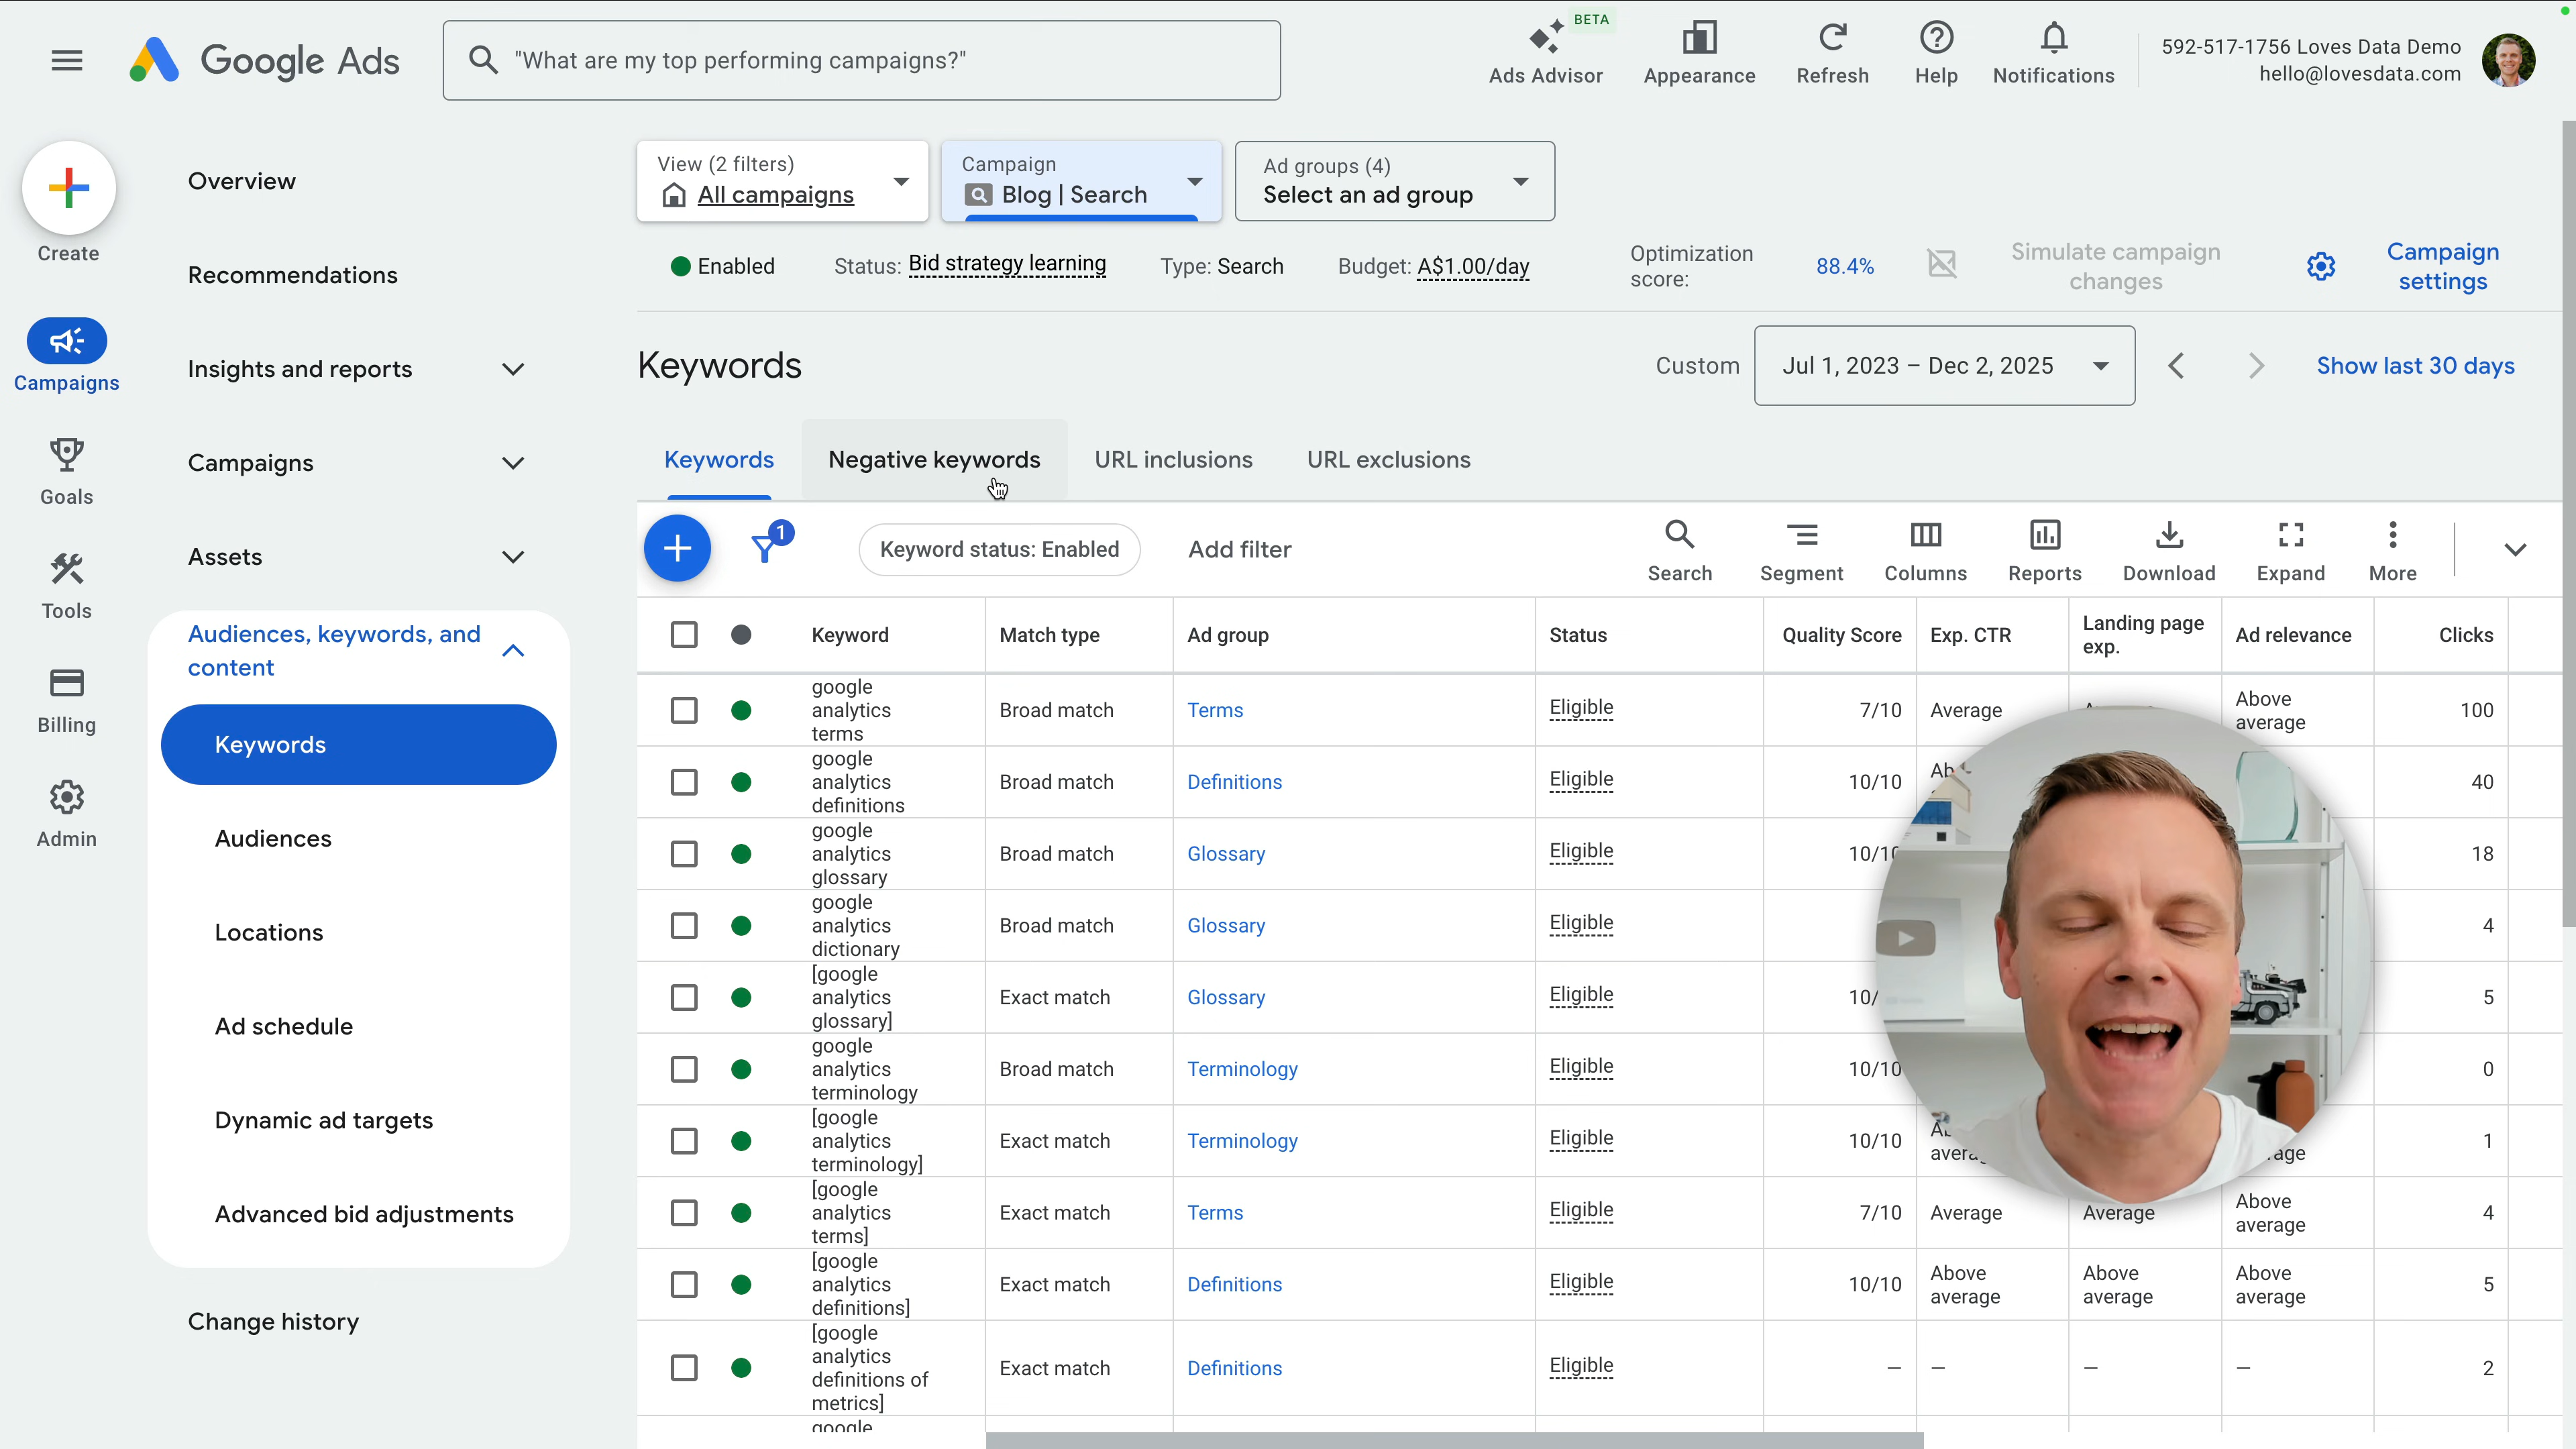 Google Ads
"What are my top performing campaigns?"
BETA
Ads Advisor
Appearance
Refresh
Help
Notifications
592-517-1756 Loves Data Demo
hello@lovesdata.com
Create
Campaigns
Goals
Tools
Billing
Admin
Overview
Recommendations
Insights and reports
Campaigns
Assets
Audiences, keywords, and
content
Keywords
Audiences
Locations
Ad schedule
Dynamic ad targets
Advanced bid adjustments
Change history
View (2 filters)
All campaigns
Campaign
Blog | Search
Ad groups (4)
Select an ad group
Enabled
Status: Bid strategy learning
Type: Search
Budget: A$1.00/day
Optimization
score:
88.4%
Simulate campaign
changes
Campaign
settings
Keywords
Custom
Jul 1, 2023 – Dec 2, 2025
Show last 30 days
Keywords
Negative keywords
URL inclusions
URL exclusions
1
Keyword status: Enabled
Add filter
Search
Segment
Columns
Reports
Download
Expand
More
Keyword
Match type
Ad group
Status
Quality Score
Exp. CTR
Landing page
exp.
Ad relevance
Clicks
google
analytics
terms
Broad match
Terms
Eligible
7/10
Average
Above
average
100
google
analytics
definitions
Broad match
Definitions
Eligible
10/10
40
google
analytics
glossary
Broad match
Glossary
Eligible
18
google
analytics
dictionary
Broad match
Glossary
Eligible
4
[google
analytics
glossary]
Exact match
Glossary
Eligible
5
google
analytics
terminology
Broad match
Terminology
Eligible
10/10
0
[google
analytics
terminology]
Exact match
Terminology
Eligible
10/10
1
[google
analytics
terms]
Exact match
Terms
Eligible
7/10
Average
Average
Above
average
4
[google
analytics
definitions]
Exact match
Definitions
Eligible
10/10
Above
average
Above
average
Above
average
5
[google
analytics
definitions of
metrics]
Exact match
Definitions
Eligible
—
—
—
—
2
google